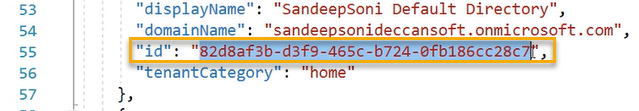 53 "displayName": "SandeepSoni Default Directory",
54 "domainName": "sandeepsonideccansoft.onmicrosoft.com",
55 "id": "82d8af3b-d3f9-465c-b724-0fb186cc28c7",
56 "tenantCategory": "home"
57 },